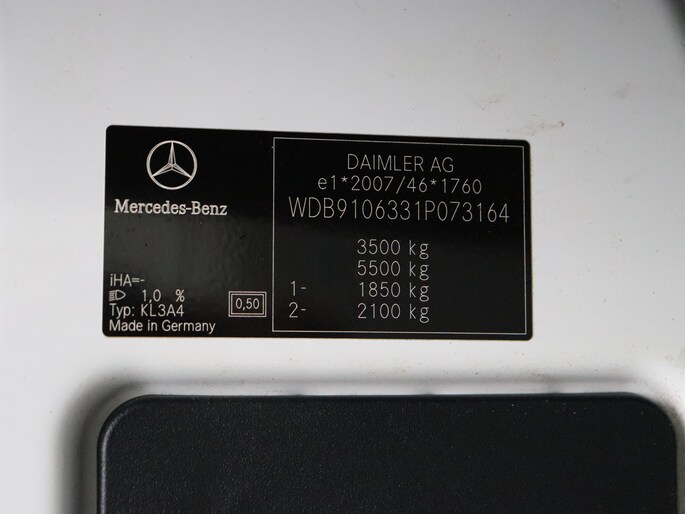 Mercedes-Benz
iHA=-
1,0 %
Typ: KL3A4
Made in Germany
0,50
DAIMLER AG
e1*2007/46*1760
WDB9106331P073164
3500 kg
5500 kg
1- 1850 kg
2- 2100 kg